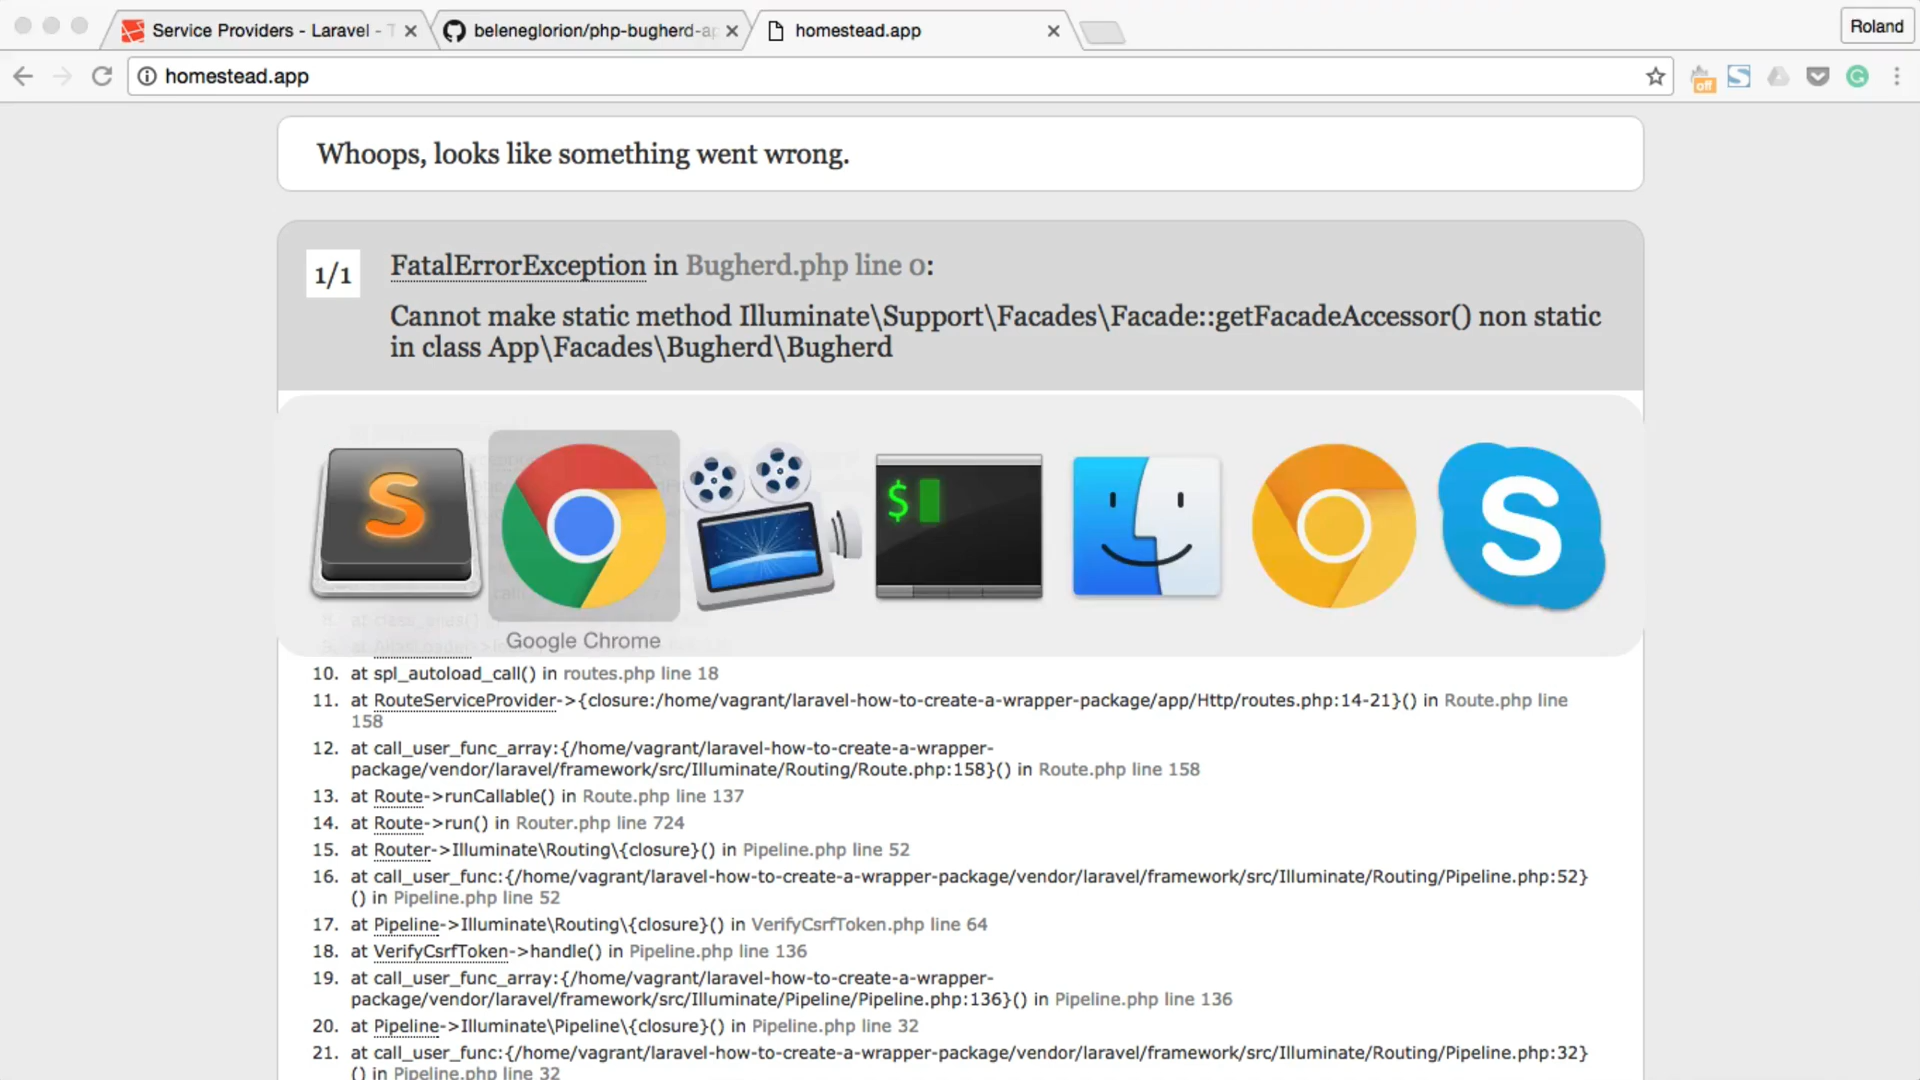 Service Providers - Laravel - T
beleneglorion/php-bugherd-ap
homestead.app
Roland
homestead.app
off
Whoops, looks like something went wrong.
1/1
FatalErrorException in Bugherd.php line 0:
Cannot make static method Illuminate\Support\Facades\Facade::getFacadeAccessor() non static
in class App\Facades\Bugherd\Bugherd
Google Chrome
10. at spl_autoload_call() in routes.php line 18
11. at RouteServiceProvider->{closure:/home/vagrant/laravel-how-to-create-a-wrapper-package/app/Http/routes.php:14-21}() in Route.php line
158
12. at call_user_func_array:{/home/vagrant/laravel-how-to-create-a-wrapper-
package/vendor/laravel/framework/src/Illuminate/Routing/Route.php:158}() in Route.php line 158
13. at Route->runCallable() in Route.php line 137
14. at Route->run() in Router.php line 724
15. at Router->Illuminate\Routing\{closure}() in Pipeline.php line 52
16. at call_user_func:{/home/vagrant/laravel-how-to-create-a-wrapper-package/vendor/laravel/framework/src/Illuminate/Routing/Pipeline.php:52}
() in Pipeline.php line 52
17. at Pipeline->Illuminate\Routing\{closure}() in VerifyCsrfToken.php line 64
18. at VerifyCsrfToken->handle() in Pipeline.php line 136
19. at call_user_func_array:{/home/vagrant/laravel-how-to-create-a-wrapper-
package/vendor/laravel/framework/src/Illuminate/Pipeline/Pipeline.php:136}() in Pipeline.php line 136
20. at Pipeline->Illuminate\Pipeline\{closure}() in Pipeline.php line 32
21. at call_user_func:{/home/vagrant/laravel-how-to-create-a-wrapper-package/vendor/laravel/framework/src/Illuminate/Routing/Pipeline.php:32}
() in Pipeline.php line 32